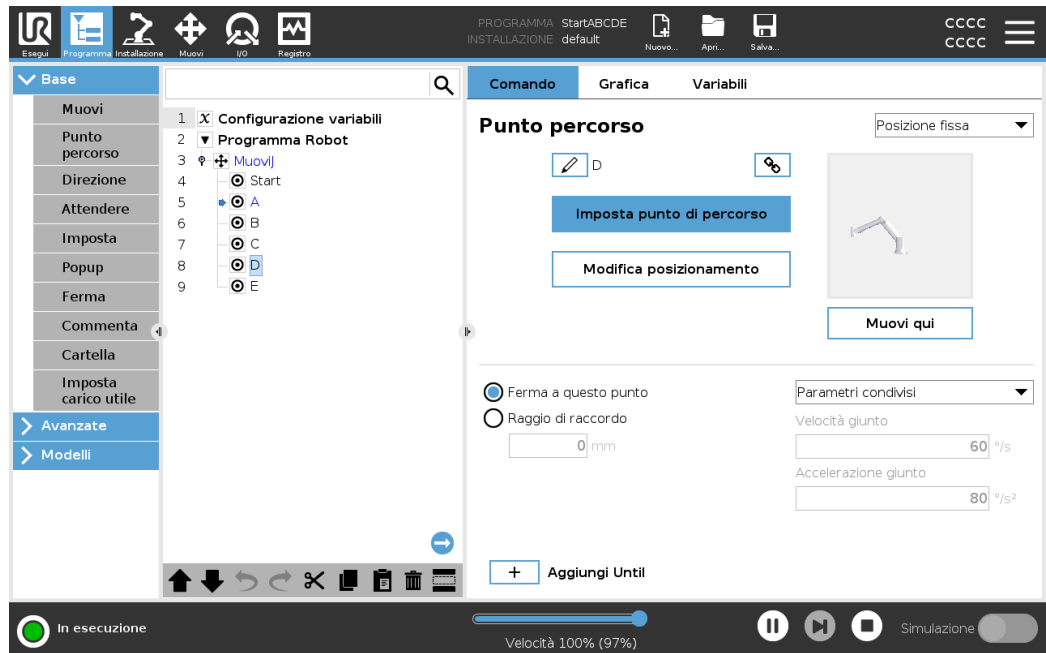 UR
PROGRAMMA StartABCDE
INSTALLAZIONE default
Nuovo...
Apri...
Salva...
CCCC
CCCC
Esegui
Programma
Installazione
Muovi
I/O
Registro
Base
Muovi
Punto
percorso
Direzione
Attendere
Imposta
Popup
Ferma
Commenta
Cartella
Imposta
carico utile
Avanzate
Modelli
1 X Configurazione variabili
2 Programma Robot
3 MuoviJ
4 Start
5 A
6 B
7 C
8 D
9 E
Comando
Grafica
Variabili
Punto percorso
Posizione fissa
D
Imposta punto di percorso
Modifica posizionamento
Muovi qui
Ferma a questo punto
Raggio di raccordo
0 mm
Parametri condivisi
Velocità giunto
60 °/s
Accelerazione giunto
80 °/s²
+ Aggiungi Until
In esecuzione
Velocità 100% (97%)
Simulazione